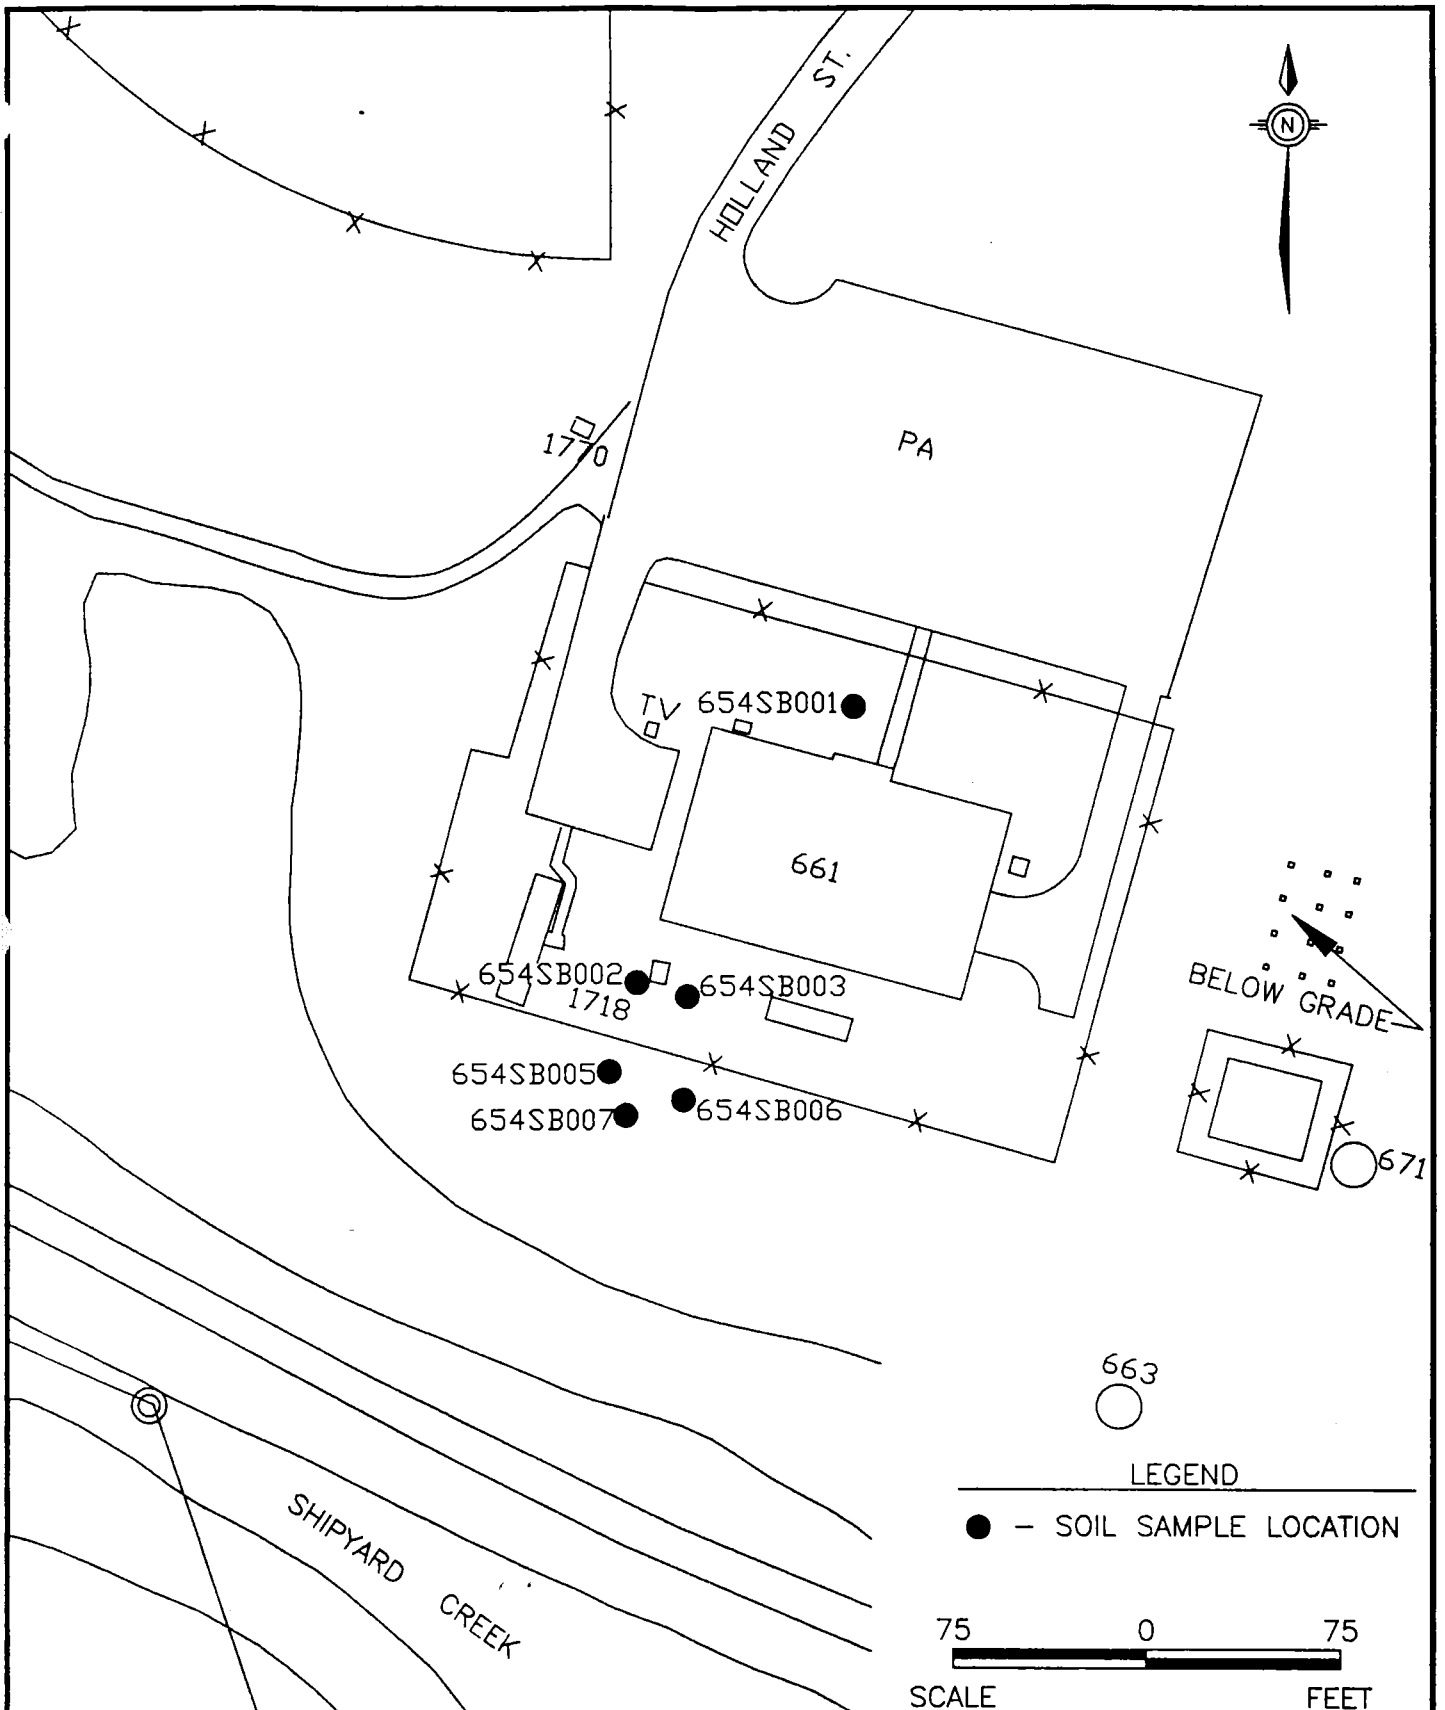 HOLLAND ST.
N
1770
PA
TV
654SB001
661
654SB002
654SB003
1718
BELOW GRADE
654SB005
654SB006
654SB007
671
663
LEGEND
– SOIL SAMPLE LOCATION
SHIPYARD CREEK
75 0 75
SCALE FEET